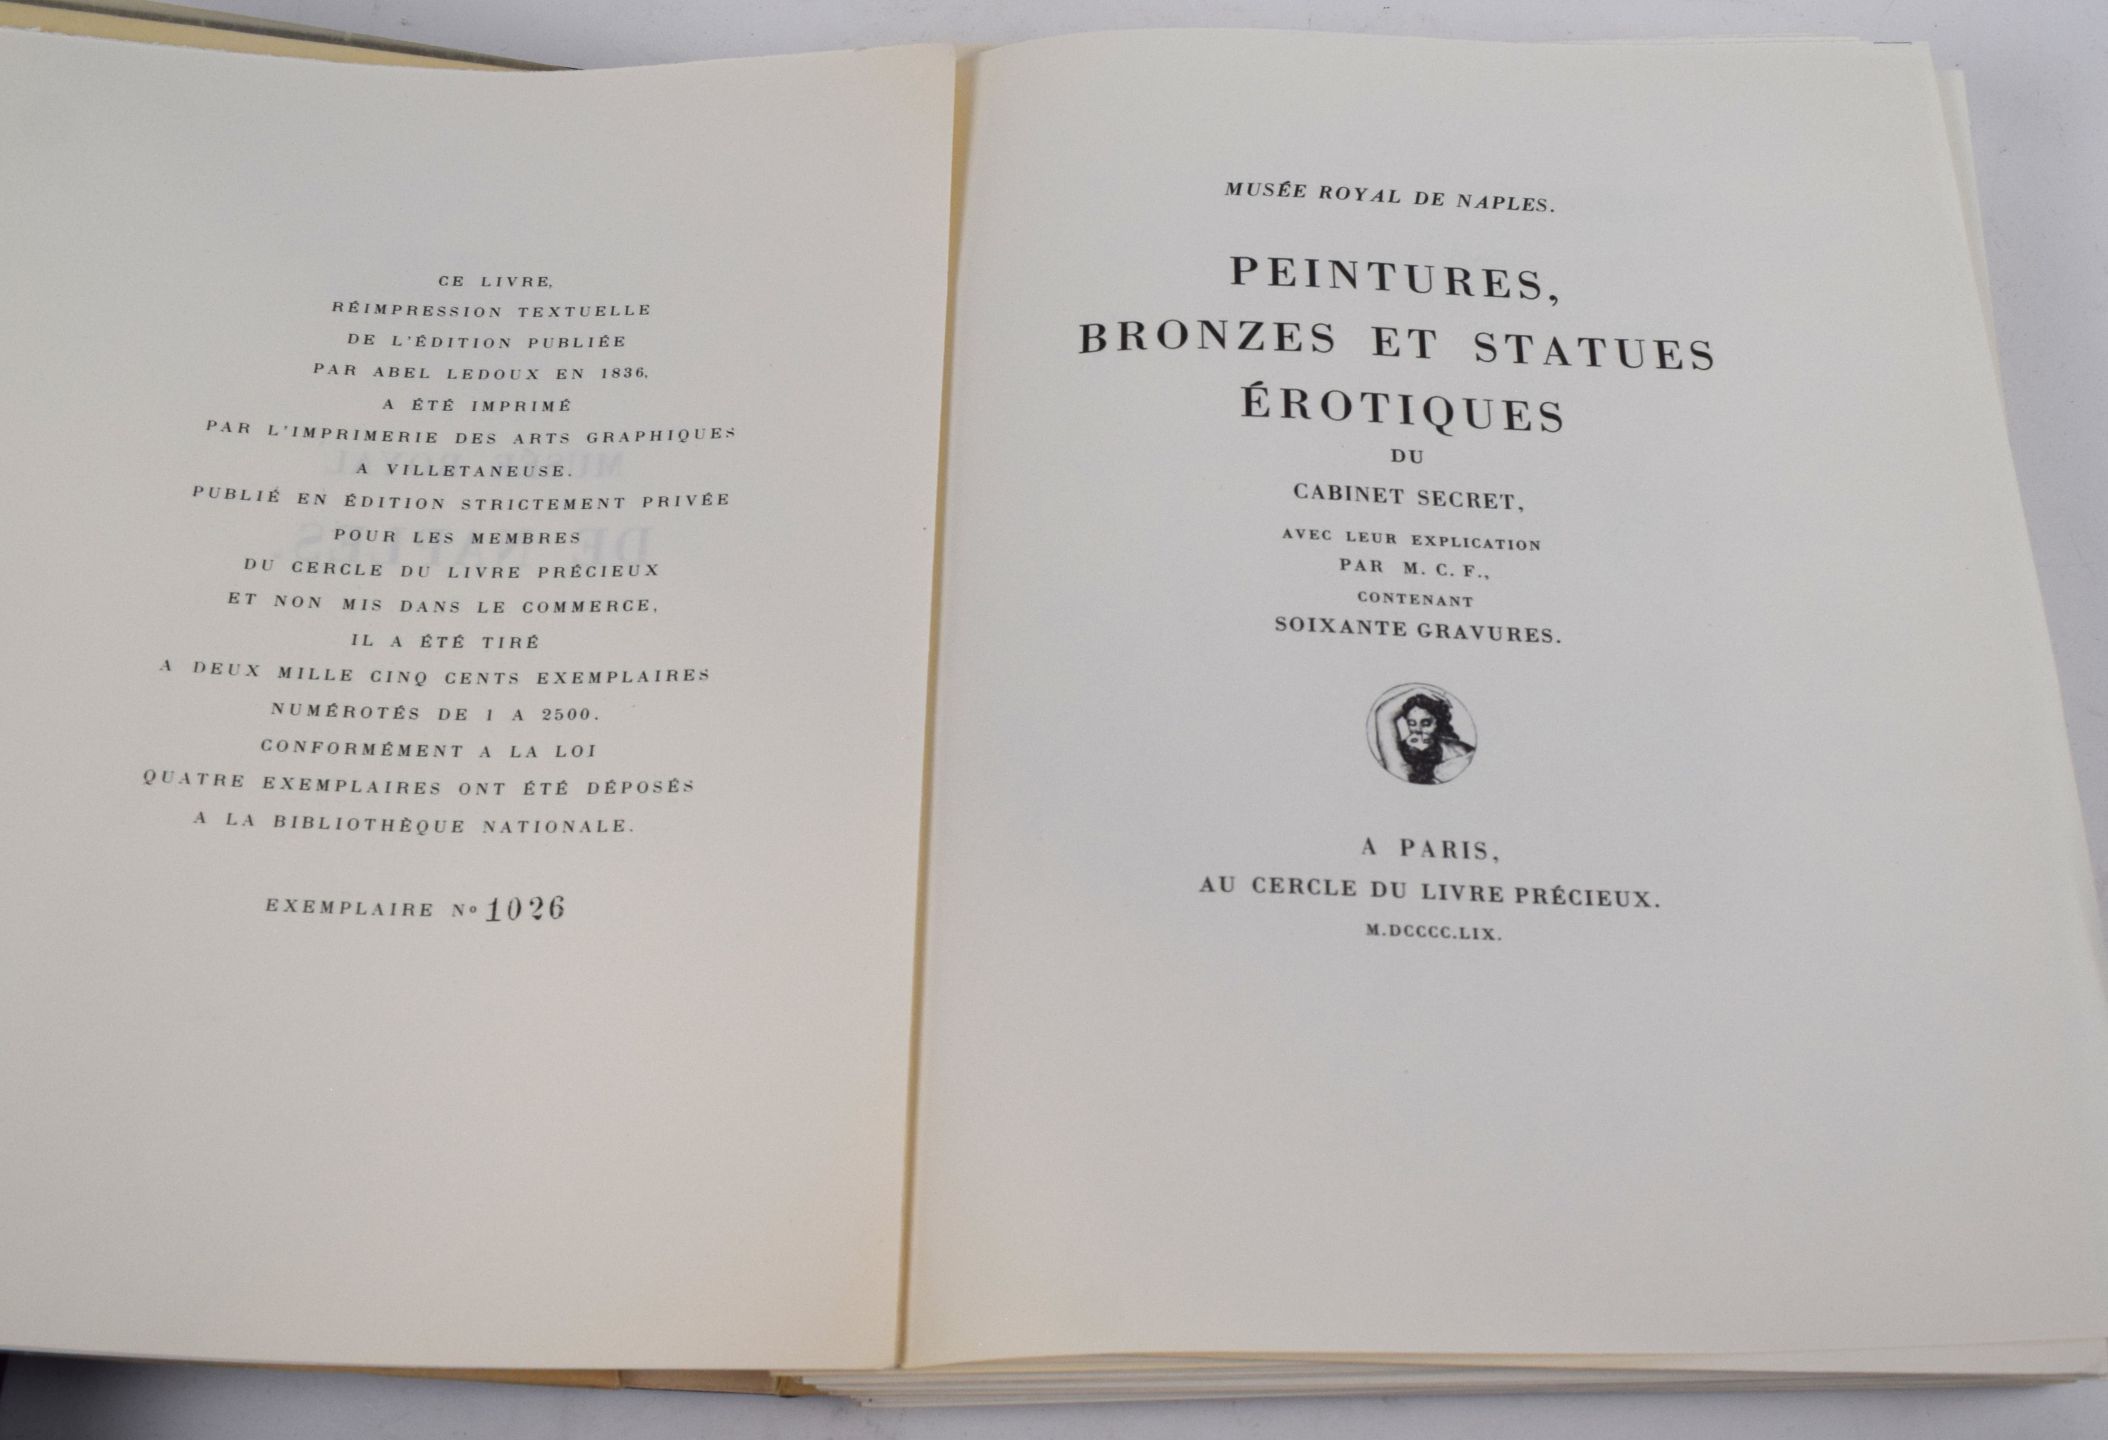 CE LIVRE,
RÉIMPRESSION TEXTUELLE
DE L'ÉDITION PUBLIÉE
PAR ABEL LEDOUX EN 1836,
A ÉTÉ IMPRIMÉ
PAR L'IMPRIMERIE DES ARTS GRAPHIQUES
A VILLETANEUSE.
PUBLIÉ EN ÉDITION STRICTEMENT PRIVÉE
POUR LES MEMBRES
DU CERCLE DU LIVRE PRÉCIEUX
ET NON MIS DANS LE COMMERCE,
IL A ÉTÉ TIRÉ
A DEUX MILLE CINQ CENTS EXEMPLAIRES
NUMÉROTÉS DE 1 A 2500.
CONFORMÉMENT A LA LOI
QUATRE EXEMPLAIRES ONT ÉTÉ DÉPOSÉS
A LA BIBLIOTHÈQUE NATIONALE.
EXEMPLAIRE Nº 1026
MUSÉE ROYAL DE NAPLES.
PEINTURES,
BRONZES ET STATUES
ÉROTIQUES
DU
CABINET SECRET,
AVEC LEUR EXPLICATION
PAR M. C. F.,
CONTENANT
SOIXANTE GRAVURES.
A PARIS,
AU CERCLE DU LIVRE PRÉCIEUX.
M.DCCCC.LIX.